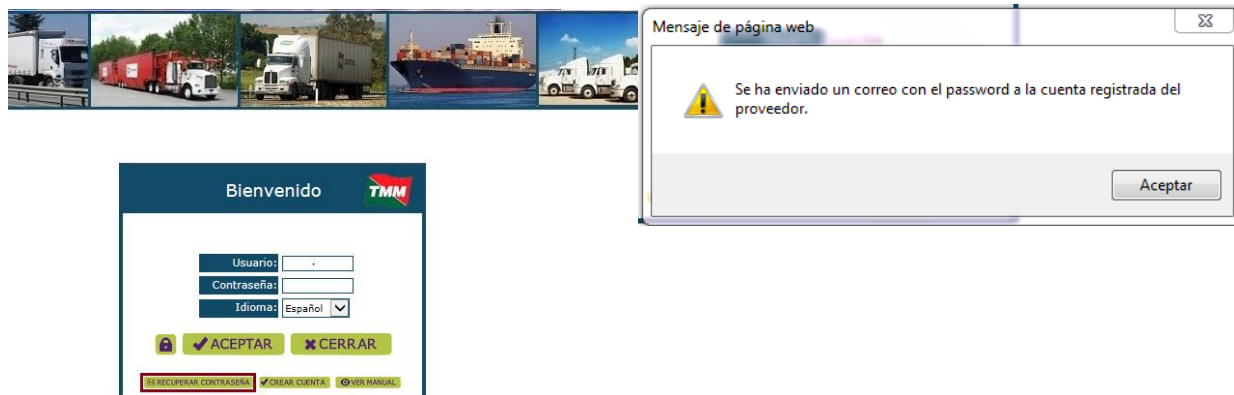 Mensaje de página web
Se ha enviado un correo con el password a la cuenta registrada del
proveedor.
Aceptar
Bienvenido
TMM
Usuario:
Contraseña:
Idioma: Español
ACEPTAR
CERRAR
RECUPERAR CONTRASEÑA
CREAR CUENTA
VER MANUAL